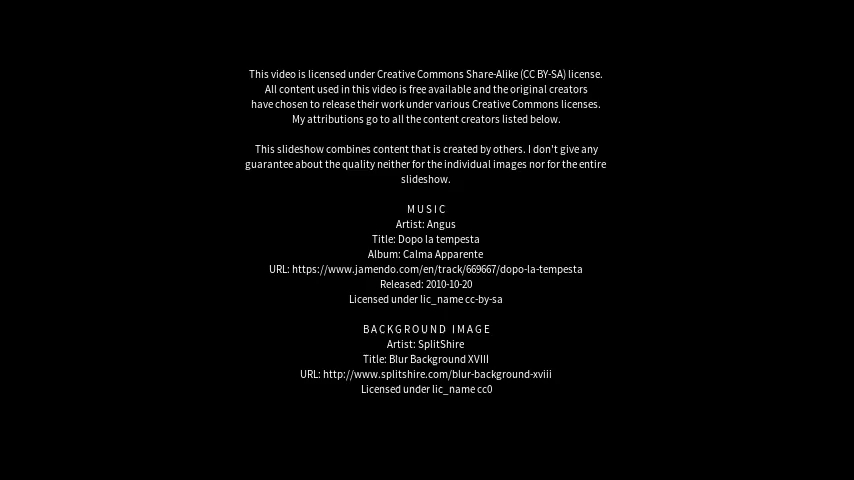 This video is licensed under Creative Commons Share-Alike (CC BY-SA) license.
All content used in this video is free available and the original creators
have chosen to release their work under various Creative Commons licenses.
My attributions go to all the content creators listed below.
This slideshow combines content that is created by others. I don't give any
guarantee about the quality neither for the individual images nor for the entire
slideshow.
MUSIC
Artist: Angus
Title: Dopo la tempesta
Album: Calma Apparente
URL: https://www.jamendo.com/en/track/669667/dopo-la-tempesta
Released: 2010-10-20
Licensed under lic_name cc-by-sa
BACKGROUND IMAGE
Artist: SplitShire
Title: Blur Background XVIII
URL: http://www.splitshire.com/blur-background-xviii
Licensed under lic_name cc0